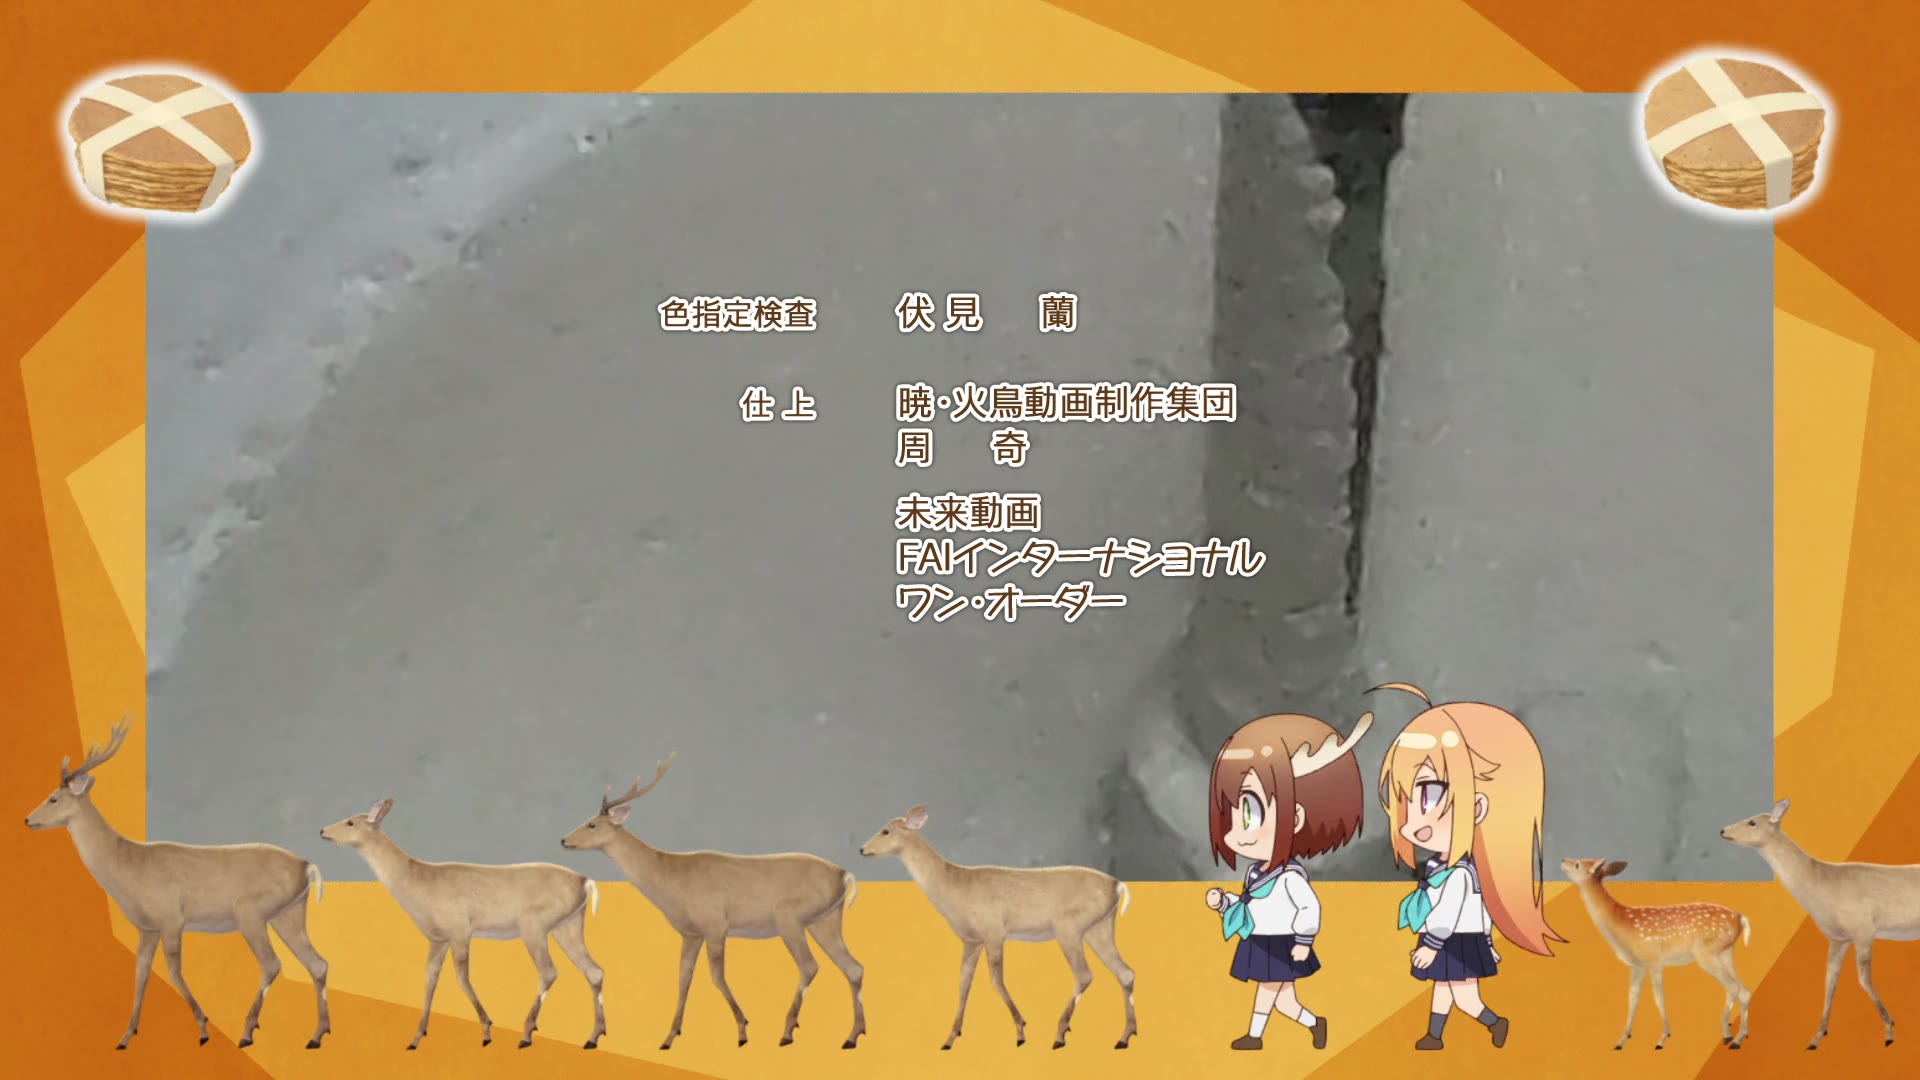 色指定検査 伏見 蘭
仕上 暁・火鳥動画制作集団
周 奇
未来動画
FAIインターナショナル
ワン・オーダー